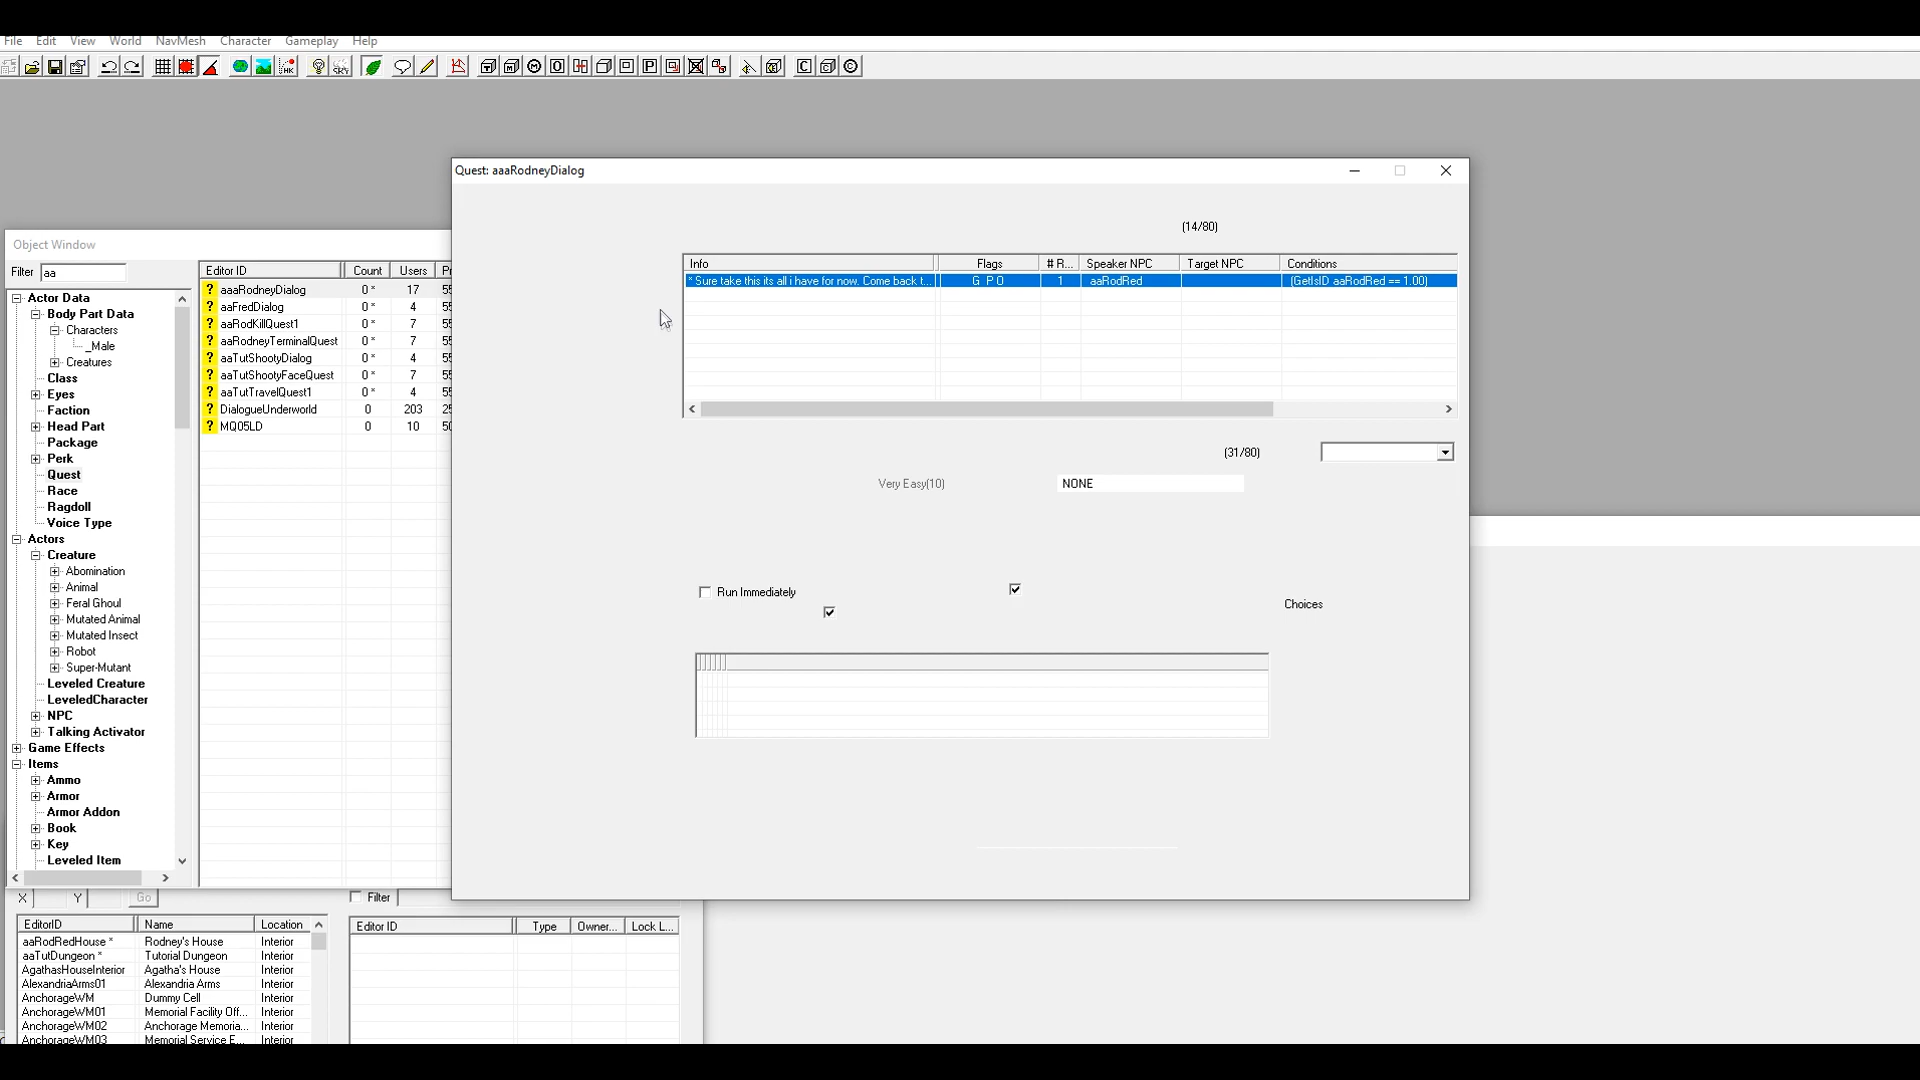 File Edit View World NavMesh Character Gameplay Help
Quest: aaaRodneyDialog
(14/80)
Object Window
Filter aa
Editor ID Count Users
Info Flags # R... Speaker NPC Target NPC Conditions
* Sure take this its all i have for now. Come back t... G P O 1 aaRodRed (GetIsID aaRodRed == 1.00)
Actor Data
Body Part Data
Characters
_Male
Creatures
Class
Eyes
Faction
Head Part
Package
Perk
Quest
Race
Ragdoll
Voice Type
Actors
Creature
Abomination
Animal
Feral Ghoul
Mutated Animal
Mutated Insect
Robot
Super-Mutant
Leveled Creature
LeveledCharacter
NPC
Talking Activator
Game Effects
Items
Ammo
Armor
Armor Addon
Book
Key
Leveled Item
? aaaRodneyDialog 0 * 17
? aaFredDialog 0 * 4
? aaRodKillQuest1 0 * 7
? aaRodneyTerminalQuest 0 * 7
? aaTutShootyDialog 0 * 4
? aaTutShootyFaceQuest 0 * 7
? aaTutTravelQuest1 0 * 4
? DialogueUnderworld 0 203
? MQ05LD 0 10
(31/80)
Very Easy(10) NONE
Run Immediately
Choices
X Y Go Filter
EditorID Name Location
aaRodRedHouse * Rodney's House Interior
aaTutDungeon * Tutorial Dungeon Interior
AgathasHouseInterior Agatha's House Interior
AlexandriaArms01 Alexandria Arms Interior
AnchorageWM Dummy Cell Interior
AnchorageWM01 Memorial Facility Off... Interior
AnchorageWM02 Anchorage Memoria... Interior
AnchorageWM03 Memorial Service E... Interior
Editor ID Type Owner... Lock L...